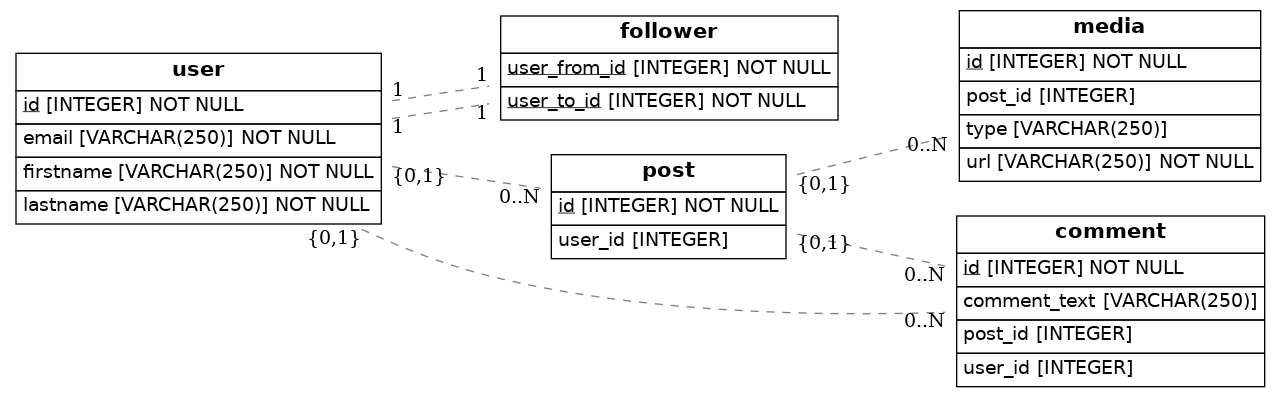 user
id [INTEGER] NOT NULL
email [VARCHAR(250)] NOT NULL
firstname [VARCHAR(250)] NOT NULL
lastname [VARCHAR(250)] NOT NULL
follower
user_from_id [INTEGER] NOT NULL
user_to_id [INTEGER] NOT NULL
post
id [INTEGER] NOT NULL
user_id [INTEGER]
media
id [INTEGER] NOT NULL
post_id [INTEGER]
type [VARCHAR(250)]
url [VARCHAR(250)] NOT NULL
comment
id [INTEGER] NOT NULL
comment_text [VARCHAR(250)]
post_id [INTEGER]
user_id [INTEGER]
1
1
1
1
{0,1}
0..N
{0,1}
0..N
{0,1}
0..N
{0,1}
0..N